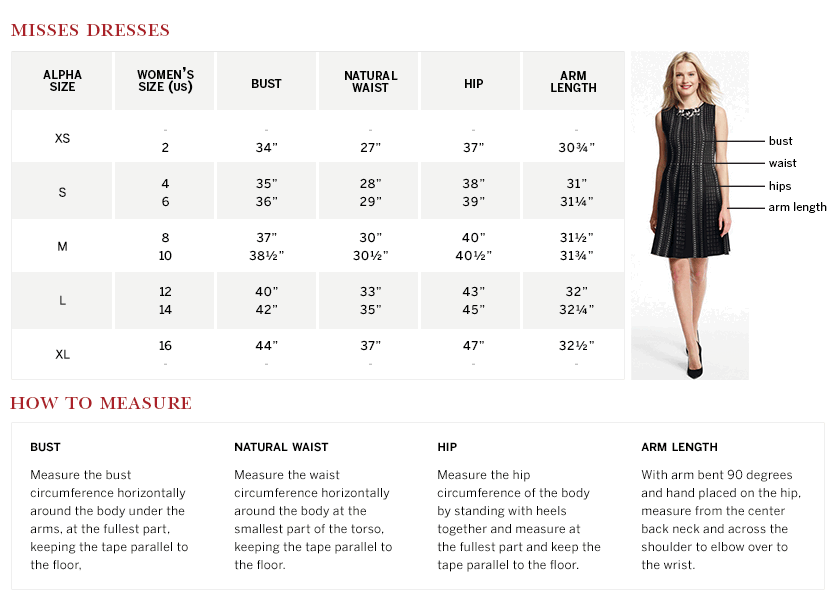 MISSES DRESSES
ALPHA SIZE WOMEN'S SIZE (US) BUST NATURAL WAIST HIP ARM LENGTH
XS
- - - - -
2 34” 27” 37” 30¾”
S
4 35” 28” 38” 31”
6 36” 29” 39” 31¼”
M
8 37” 30” 40” 31½”
10 38½” 30½” 40½” 31¾”
L
12 40” 33” 43” 32”
14 42” 35” 45” 32¼”
XL
16 44” 37” 47” 32½”
- - - - -
bust
waist
hips
arm length
HOW TO MEASURE
BUST
Measure the bust
circumference horizontally
around the body under the
arms, at the fullest part,
keeping the tape parallel to
the floor,
NATURAL WAIST
Measure the waist
circumference horizontally
around the body at the
smallest part of the torso,
keeping the tape parallel to
the floor.
HIP
Measure the hip
circumference of the body
by standing with heels
together and measure at
the fullest part and keep the
tape parallel to the floor.
ARM LENGTH
With arm bent 90 degrees
and hand placed on the hip,
measure from the center
back neck and across the
shoulder to elbow over to
the wrist.